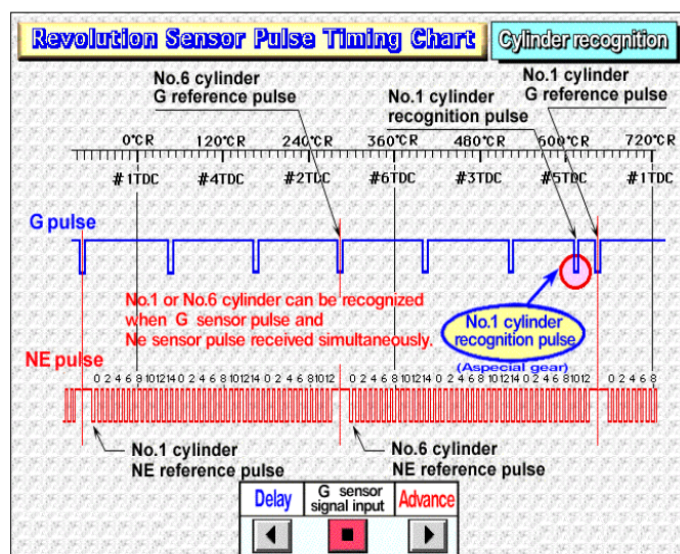 Revolution Sensor Pulse Timing Chart
Cylinder recognition
No.6 cylinder
G reference pulse
No.1 cylinder
recognition pulse
No.1 cylinder
G reference pulse
0°CR 120°CR 240°CR 360°CR 480°CR 600°CR 720°CR
#1TDC #4TDC #2TDC #6TDC #3TDC #5TDC #1TDC
G pulse
No.1 or No.6 cylinder can be recognized
when G sensor pulse and
Ne sensor pulse received simultaneously.
No.1 cylinder
recognition pulse
(Aspecial gear)
NE pulse
0 2 4 6 8 10 12 14 0 2 4 6 8 10 12 14 0 2 4 6 8 10 12 0 2 4 6 8 10 12 14 0 2 4 6 8 10 12 14 0 2 4 6 8 10 12 0 2 4 6 8
No.1 cylinder
NE reference pulse
No.6 cylinder
NE reference pulse
Delay
G sensor
signal input
Advance